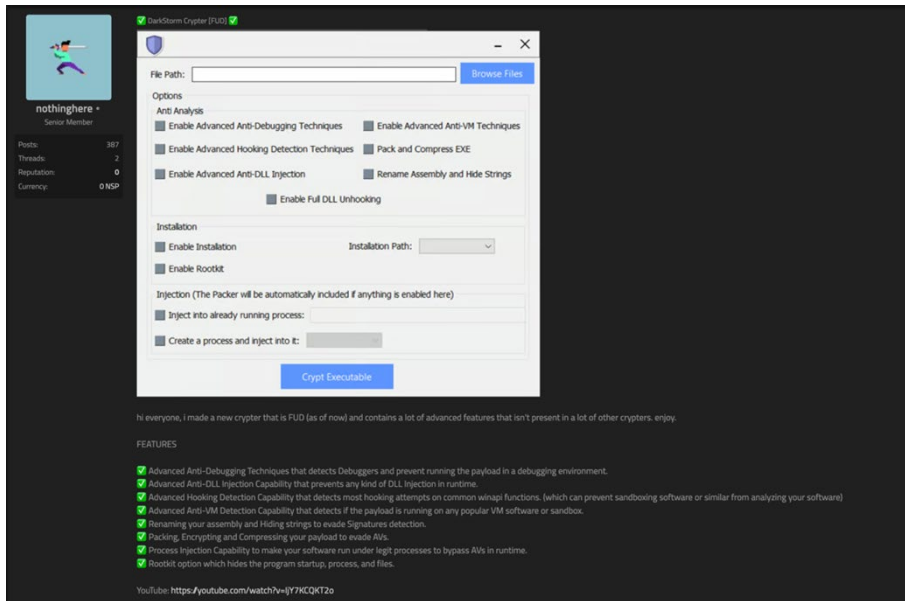 ✅ DarkStorm Crypter [FUD] ✅
nothinghere
Senior Member
Posts: 387
Threads: 2
Reputation: 0
Currency: 0 NSP
File Path:
Browse Files
Options
Anti Analysis
Enable Advanced Anti-Debugging Techniques
Enable Advanced Anti-VM Techniques
Enable Advanced Hooking Detection Techniques
Pack and Compress EXE
Enable Advanced Anti-DLL Injection
Rename Assembly and Hide Strings
Enable Full DLL Unhooking
Installation
Enable Installation
Installation Path:
Enable Rootkit
Injection (The Packer will be automatically included if anything is enabled here)
Inject into already running process:
Create a process and inject into it:
Crypt Executable
hi everyone, i made a new crypter that is FUD (as of now) and contains a lot of advanced features that isn't present in a lot of other crypters. enjoy.
FEATURES
✅ Advanced Anti-Debugging Techniques that detects Debuggers and prevent running the payload in a debugging environment.
✅ Advanced Anti-DLL Injection Capability that prevents any kind of DLL Injection in runtime.
✅ Advanced Hooking Detection Capability that detects most hooking attempts on common winapi functions. (which can prevent sandboxing software or similar from analyzing your software)
✅ Advanced Anti-VM Detection Capability that detects if the payload is running on any popular VM software or sandbox.
✅ Renaming your assembly and Hiding strings to evade Signatures detection.
✅ Packing, Encrypting and Compressing your payload to evade AVs.
✅ Process Injection Capability to make your software run under legit processes to bypass AVs in runtime.
✅ Rootkit option which hides the program startup, process, and files.
YouTube: https://youtube.com/watch?v=IjY7KCQKT2o